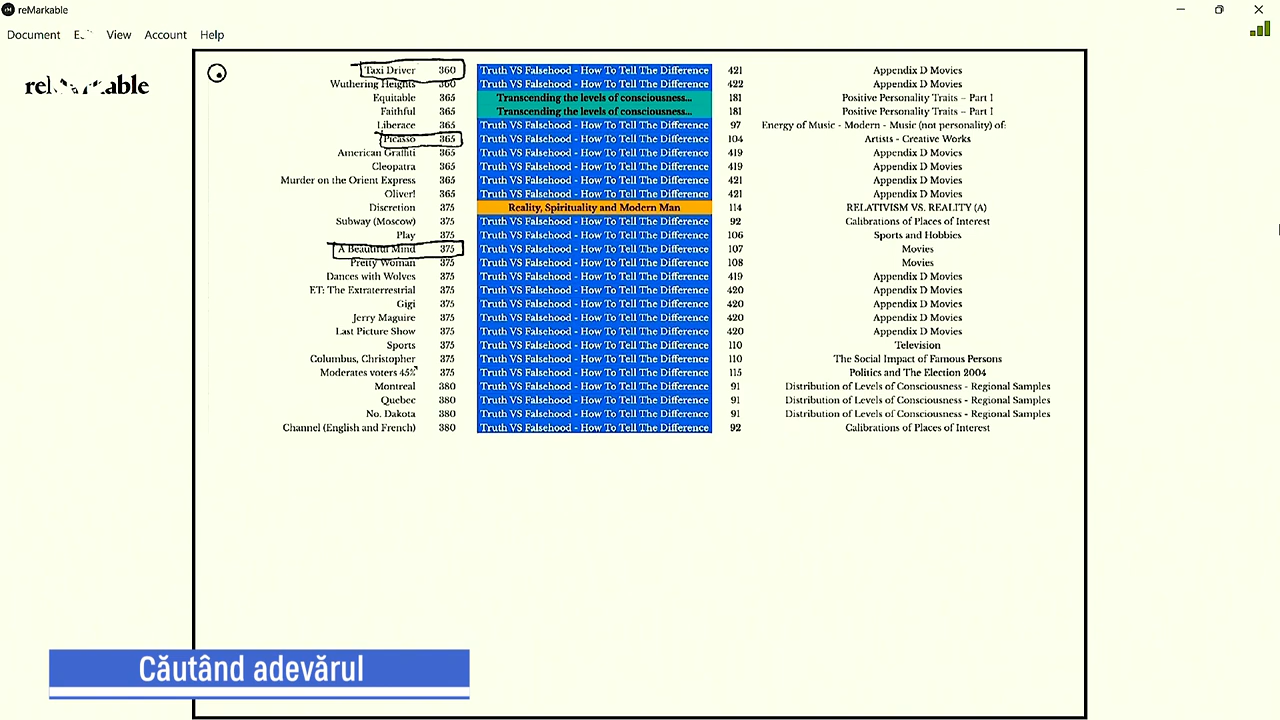 reMarkable
Document View Account Help
reMarkable
Taxi Driver 360 Truth VS Falsehood - How To Tell The Difference 421 Appendix D Movies
Wuthering Heights 360 Truth VS Falsehood - How To Tell The Difference 422 Appendix D Movies
Equitable 365 Transcending the levels of consciousness... 181 Positive Personality Traits – Part 1
Faithful 365 Transcending the levels of consciousness... 181 Positive Personality Traits – Part 1
Liberace 365 Truth VS Falsehood - How To Tell The Difference 97 Energy of Music - Modern - Music (not personality) of:
Picasso 365 Truth VS Falsehood - How To Tell The Difference 104 Artists - Creative Works
American Graffiti 365 Truth VS Falsehood - How To Tell The Difference 419 Appendix D Movies
Cleopatra 365 Truth VS Falsehood - How To Tell The Difference 419 Appendix D Movies
Murder on the Orient Express 365 Truth VS Falsehood - How To Tell The Difference 421 Appendix D Movies
Oliver! 365 Truth VS Falsehood - How To Tell The Difference 421 Appendix D Movies
Discretion 375 Reality, Spirituality and Modern Man 114 RELATIVISM VS. REALITY (A)
Subway (Moscow) 375 Truth VS Falsehood - How To Tell The Difference 92 Calibrations of Places of Interest
Play 375 Truth VS Falsehood - How To Tell The Difference 106 Sports and Hobbies
A Beautiful Mind 375 Truth VS Falsehood - How To Tell The Difference 107 Movies
Pretty Woman 375 Truth VS Falsehood - How To Tell The Difference 108 Movies
Dances with Wolves 375 Truth VS Falsehood - How To Tell The Difference 419 Appendix D Movies
E.T: The Extraterrestrial 375 Truth VS Falsehood - How To Tell The Difference 420 Appendix D Movies
Gigi 375 Truth VS Falsehood - How To Tell The Difference 420 Appendix D Movies
Jerry Maguire 375 Truth VS Falsehood - How To Tell The Difference 420 Appendix D Movies
Last Picture Show 375 Truth VS Falsehood - How To Tell The Difference 420 Appendix D Movies
Sports 375 Truth VS Falsehood - How To Tell The Difference 110 Television
Columbus, Christopher 375 Truth VS Falsehood - How To Tell The Difference 110 The Social Impact of Famous Persons
Moderates voters 45% 375 Truth VS Falsehood - How To Tell The Difference 115 Politics and The Election 2004
Montreal 380 Truth VS Falsehood - How To Tell The Difference 91 Distribution of Levels of Consciousness - Regional Samples
Quebec 380 Truth VS Falsehood - How To Tell The Difference 91 Distribution of Levels of Consciousness - Regional Samples
No. Dakota 380 Truth VS Falsehood - How To Tell The Difference 91 Distribution of Levels of Consciousness - Regional Samples
Channel (English and French) 380 Truth VS Falsehood - How To Tell The Difference 92 Calibrations of Places of Interest
Căutând adevărul